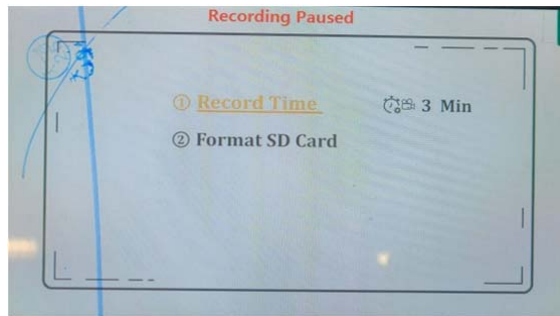 Recording Paused
① Record Time 3 Min
② Format SD Card